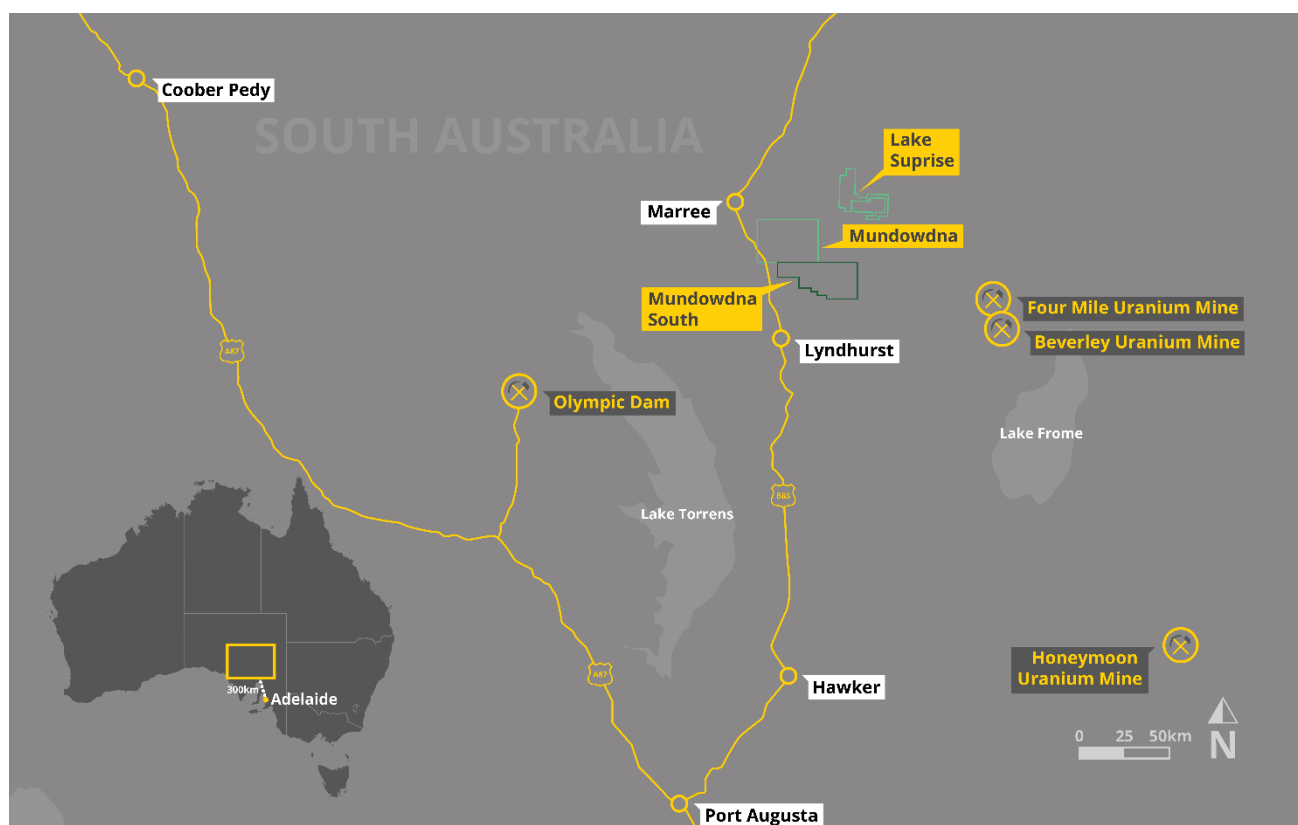 Coober Pedy
SOUTH AUSTRALIA
Lake
Suprise
Marree
Mundowdna
Mundowdna
South
Four Mile Uranium Mine
Beverley Uranium Mine
Lyndhurst
A87
Olympic Dam
Lake Frome
B83
Lake Torrens
Honeymoon
Uranium Mine
A87
Hawker
300km
Adelaide
0 25 50km
N
Port Augusta